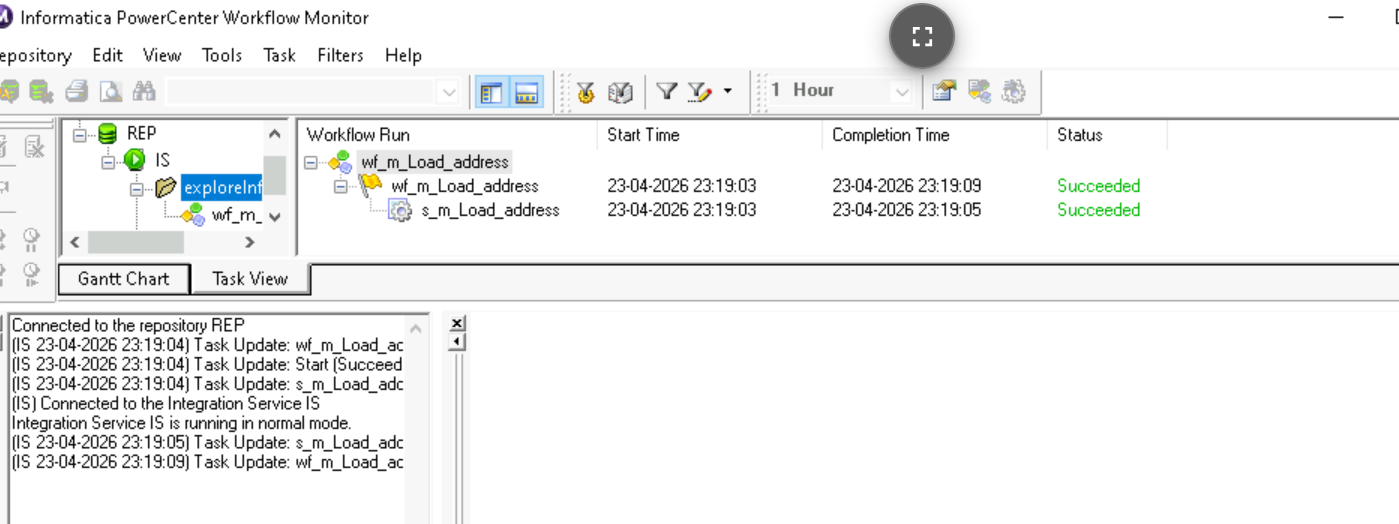 Informatica PowerCenter Workflow Monitor
epository Edit View Tools Task Filters Help
1 Hour
REP
IS
exploreInf
wf_m_
Workflow Run Start Time Completion Time Status
wf_m_Load_address
wf_m_Load_address 23-04-2026 23:19:03 23-04-2026 23:19:09 Succeeded
s_m_Load_address 23-04-2026 23:19:03 23-04-2026 23:19:05 Succeeded
Gantt Chart Task View
Connected to the repository REP
(IS 23-04-2026 23:19:04) Task Update: wf_m_Load_ac
(IS 23-04-2026 23:19:04) Task Update: Start (Succeed
(IS 23-04-2026 23:19:04) Task Update: s_m_Load_adc
(IS) Connected to the Integration Service IS
Integration Service IS is running in normal mode.
(IS 23-04-2026 23:19:05) Task Update: s_m_Load_adc
(IS 23-04-2026 23:19:09) Task Update: wf_m_Load_ac